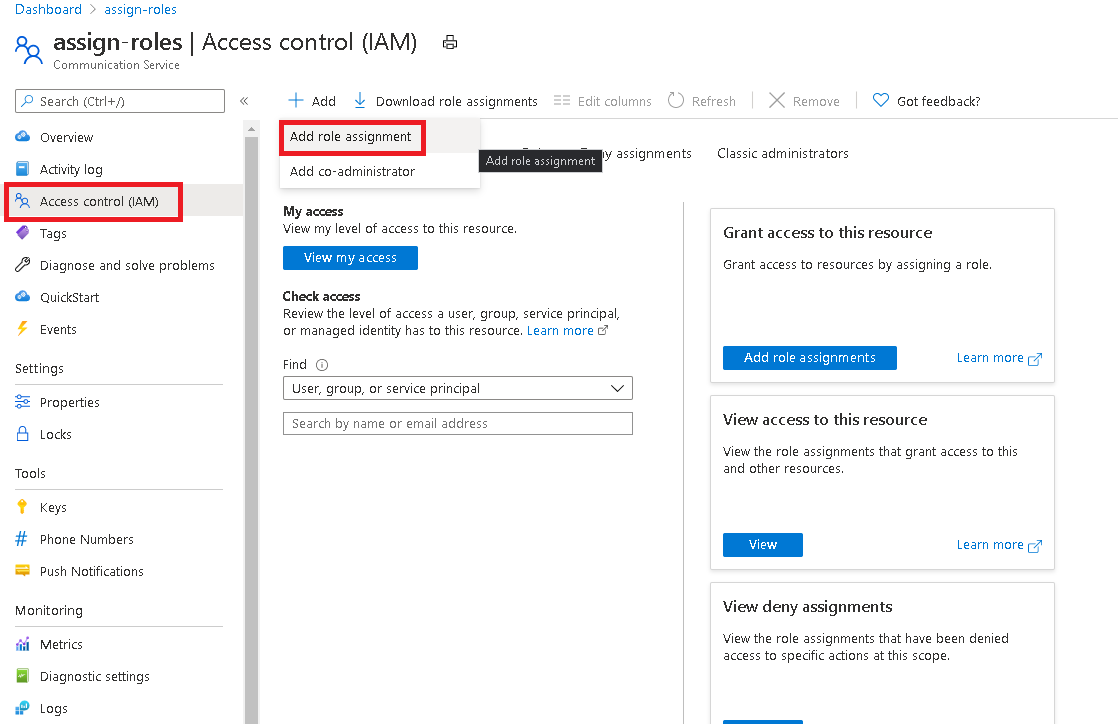 Dashboard > assign-roles
assign-roles | Access control (IAM)
Communication Service
Search (Ctrl+/)
«
Overview
Activity log
Access control (IAM)
Tags
Diagnose and solve problems
QuickStart
Events
Settings
Properties
Locks
Tools
Keys
Phone Numbers
Push Notifications
Monitoring
Metrics
Diagnostic settings
Logs
+ Add
Download role assignments
Edit columns
Refresh
Remove
Got feedback?
Add role assignment
Add co-administrator
Add role assignment
assignments
Classic administrators
My access
View my level of access to this resource.
View my access
Check access
Review the level of access a user, group, service principal,
or managed identity has to this resource. Learn more
Find
User, group, or service principal
Search by name or email address
Grant access to this resource
Grant access to resources by assigning a role.
Add role assignments
Learn more
View access to this resource
View the role assignments that grant access to this
and other resources.
View
Learn more
View deny assignments
View the role assignments that have been denied
access to specific actions at this scope.